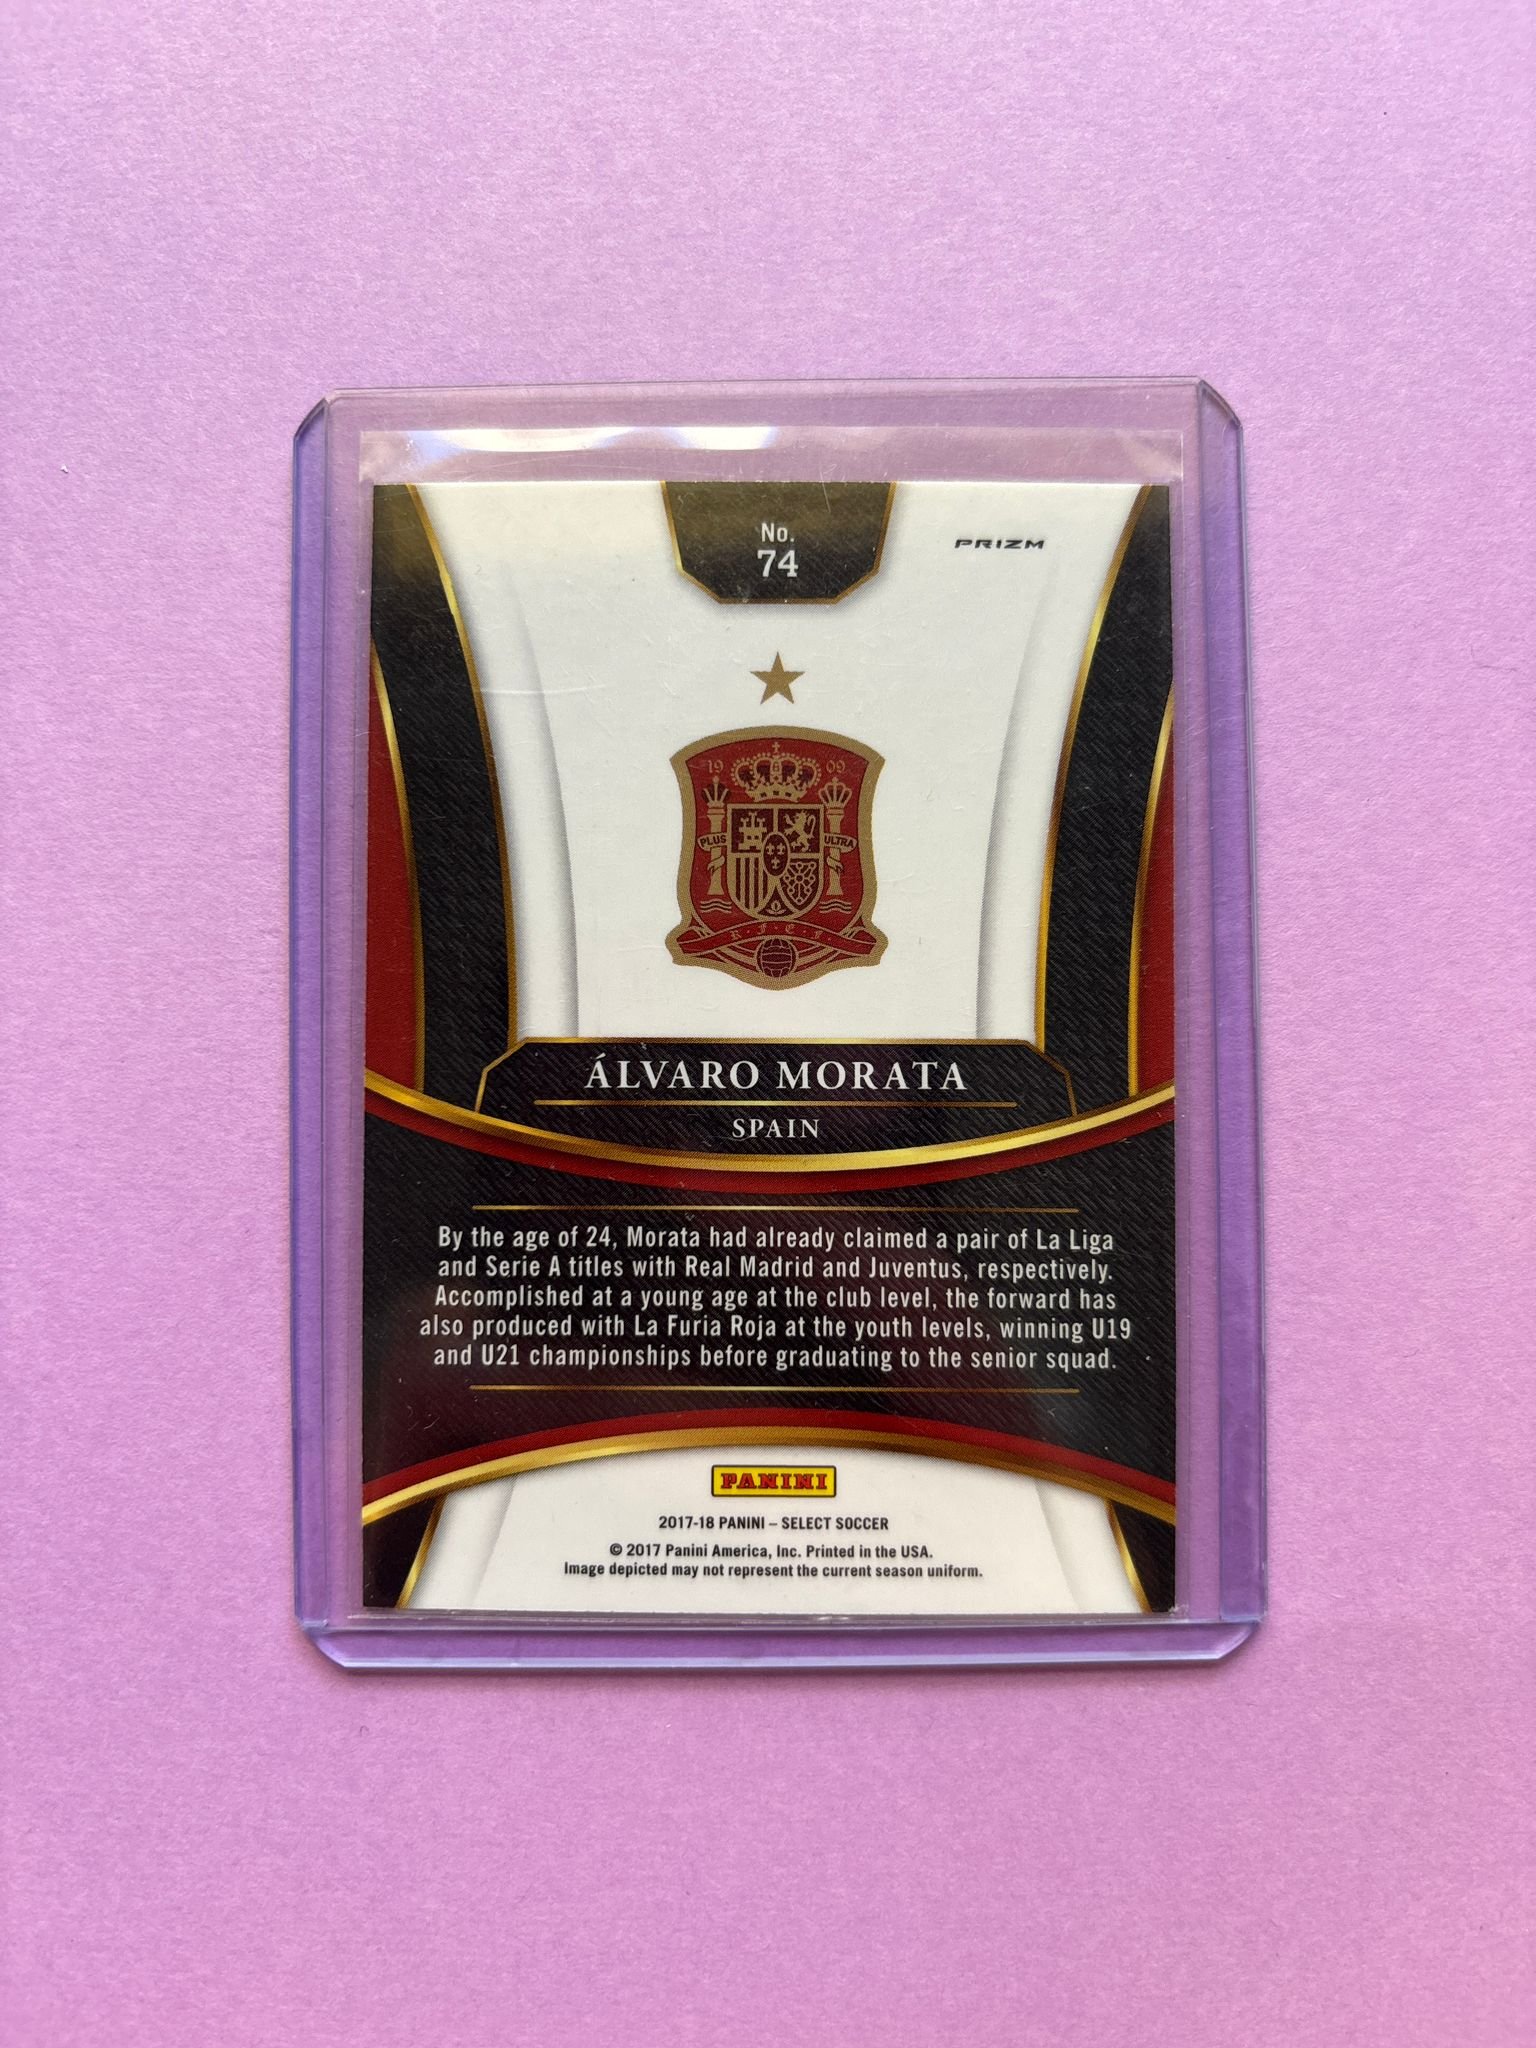 No.
74
PRIZM
19 09
PLUS ULTRA
R.F.E.F.
ÁLVARO MORATA
SPAIN
By the age of 24, Morata had already claimed a pair of La Liga
and Serie A titles with Real Madrid and Juventus, respectively.
Accomplished at a young age at the club level, the forward has
also produced with La Furia Roja at the youth levels, winning U19
and U21 championships before graduating to the senior squad.
PANINI
2017-18 PANINI – SELECT SOCCER
© 2017 Panini America, Inc. Printed in the USA.
Image depicted may not represent the current season uniform.